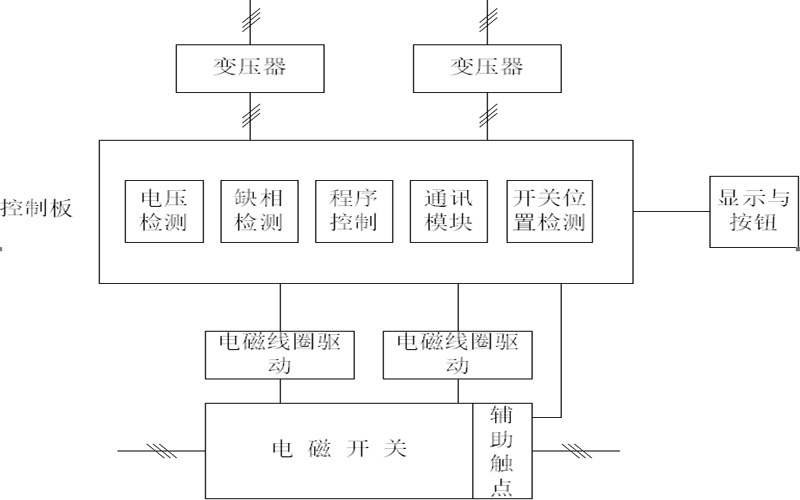 变压器
变压器
控制板
电压
检测
缺相
检测
程序
控制
通讯
模块
开关位
置检测
显示与
按钮
电磁线圈驱
动
电磁线圈驱
动
电 磁 开 关
辅
助
触
点